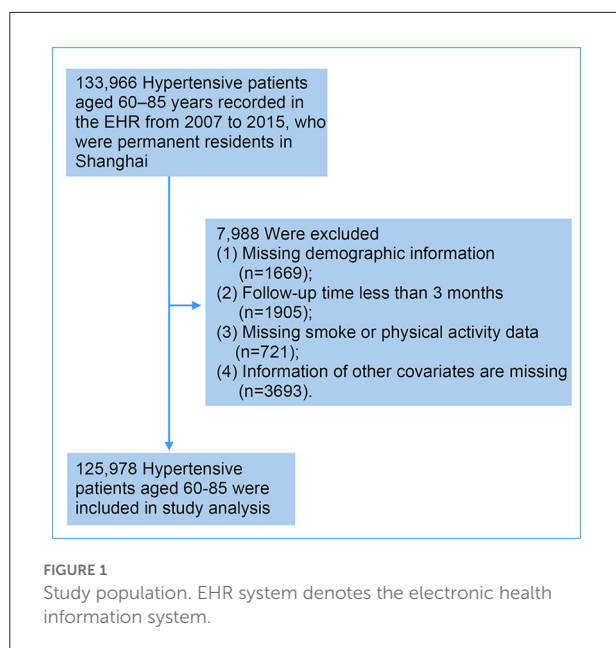 133,966 Hypertensive patients
aged 60–85 years recorded in
the EHR from 2007 to 2015, who
were permanent residents in
Shanghai
7,988 Were excluded
(1) Missing demographic information
(n=1669);
(2) Follow-up time less than 3 months
(n=1905);
(3) Missing smoke or physical activity data
(n=721);
(4) Information of other covariates are missing
(n=3693).
125,978 Hypertensive
patients aged 60-85 were
included in study analysis
FIGURE 1
Study population. EHR system denotes the electronic health
information system.